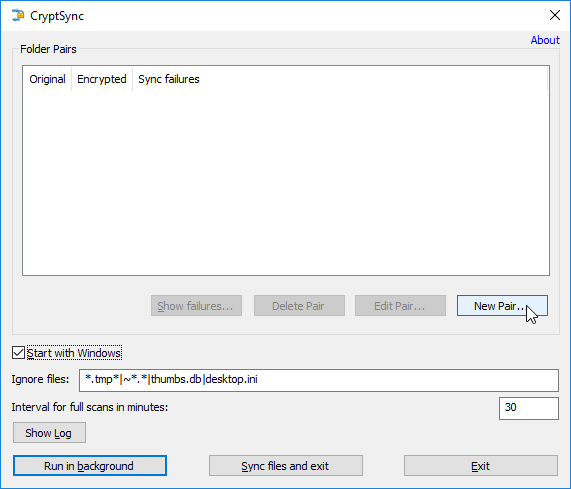 CryptSync
About
Folder Pairs
Original Encrypted Sync failures
Show failures... Delete Pair Edit Pair... New Pair...
Start with Windows
Ignore files: *.tmp*|~*.*|thumbs.db|desktop.ini
Interval for full scans in minutes: 30
Show Log
Run in background Sync files and exit Exit